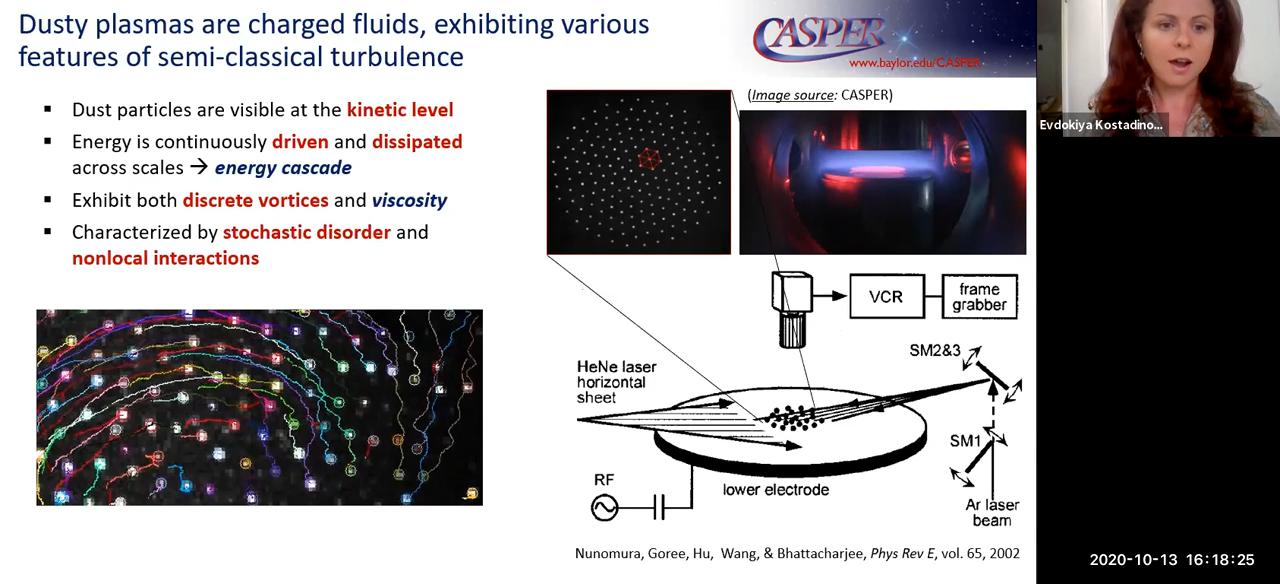 Dusty plasmas are charged fluids, exhibiting various
features of semi-classical turbulence
CASPER
www.baylor.edu/CASPER
▪ Dust particles are visible at the kinetic level
▪ Energy is continuously driven and dissipated
across scales → energy cascade
▪ Exhibit both discrete vortices and viscosity
▪ Characterized by stochastic disorder and
nonlocal interactions
(Image source: CASPER)
Evdokiya Kostadino...
VCR
frame
grabber
HeNe laser
horizontal
sheet
SM2&3
SM1
RF
lower electrode
Ar laser
beam
Nunomura, Goree, Hu, Wang, & Bhattacharjee, Phys Rev E, vol. 65, 2002
2020-10-13 16:18:25